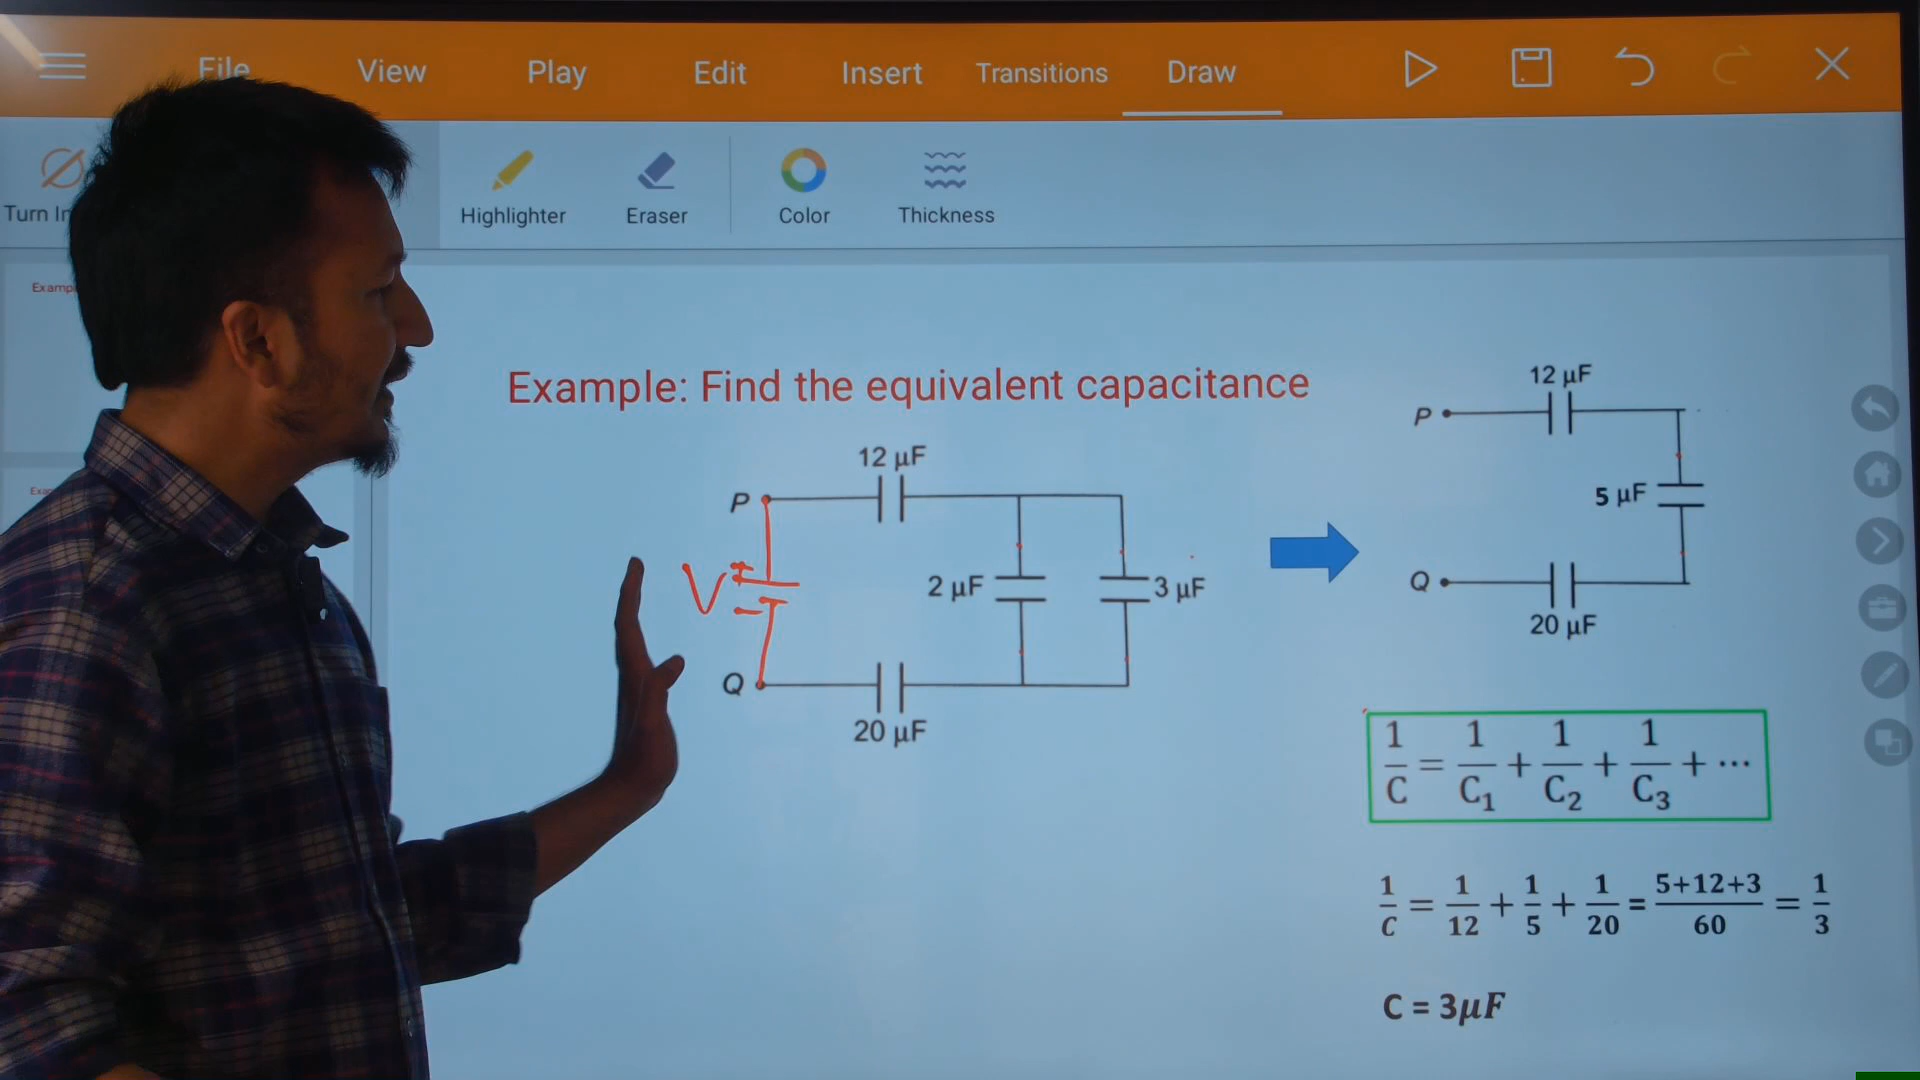 File View Play Edit Insert Transitions Draw
Turn
Highlighter Eraser Color Thickness
Example: Find the equivalent capacitance
12 µF
P
V + −
2 µF
3 µF
Q
20 µF
12 µF
P
5 µF
Q
20 µF
1/C = 1/C₁ + 1/C₂ + 1/C₃ + ⋯
1/C = 1/12 + 1/5 + 1/20 = 5+12+3/60 = 1/3
C = 3µF